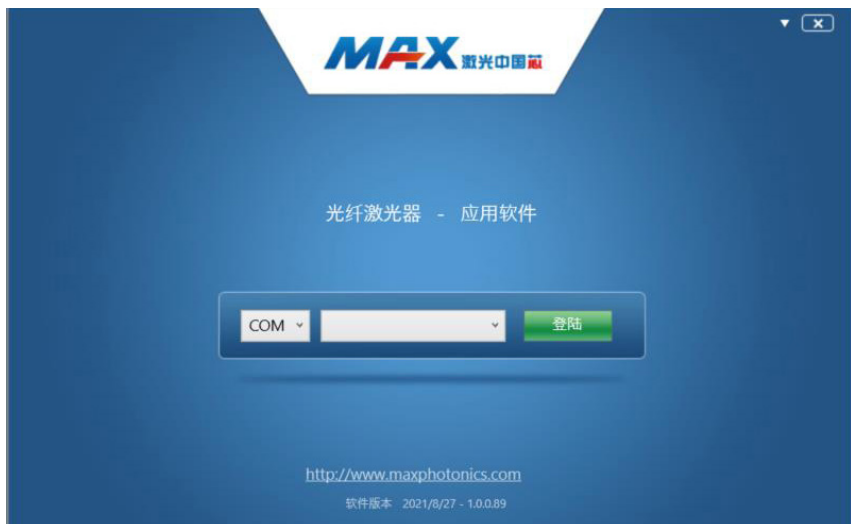 MAX 激光中国芯
光纤激光器 - 应用软件
COM
登陆
http://www.maxphotonics.com
软件版本 2021/8/27 - 1.0.0.89